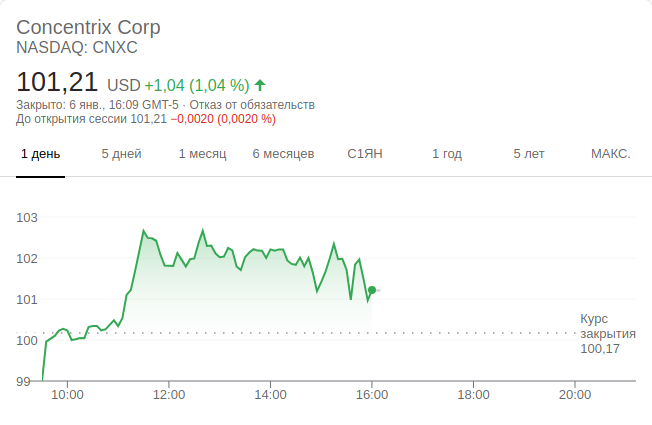 Concentrix Corp
NASDAQ: CNXC
101,21 USD +1,04 (1,04 %)
Закрыто: 6 янв., 16:09 GMT-5 · Отказ от обязательств
До открытия сессии 101,21 −0,0020 (0,0020 %)
1 день 5 дней 1 месяц 6 месяцев С1ЯН 1 год 5 лет МАКС.
103
102
101
Курс
закрытия
100
100,17
99
10:00 12:00 14:00 16:00 18:00 20:00